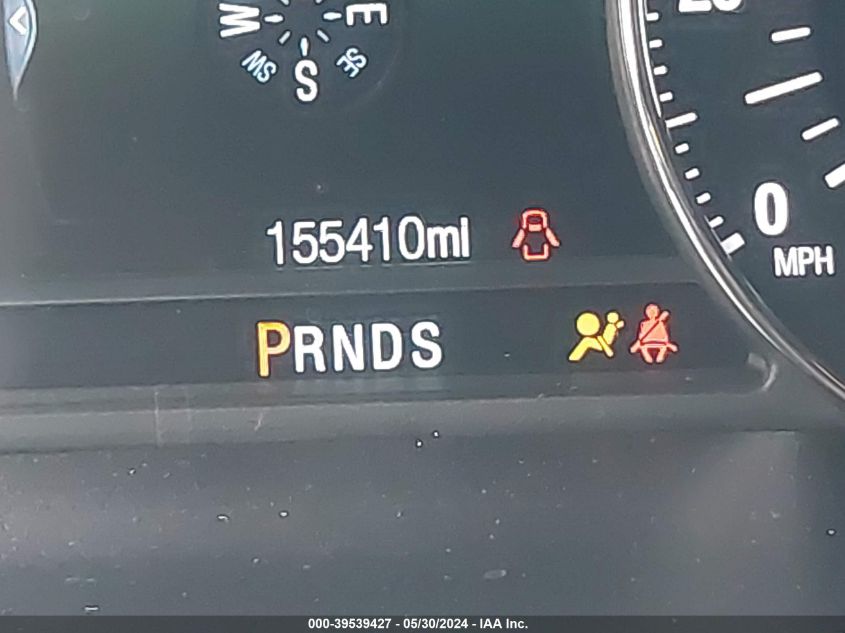 W E
SW S SE
155410mi
0
MPH
PRNDS
000-39539427 - 05/30/2024 - IAA Inc.